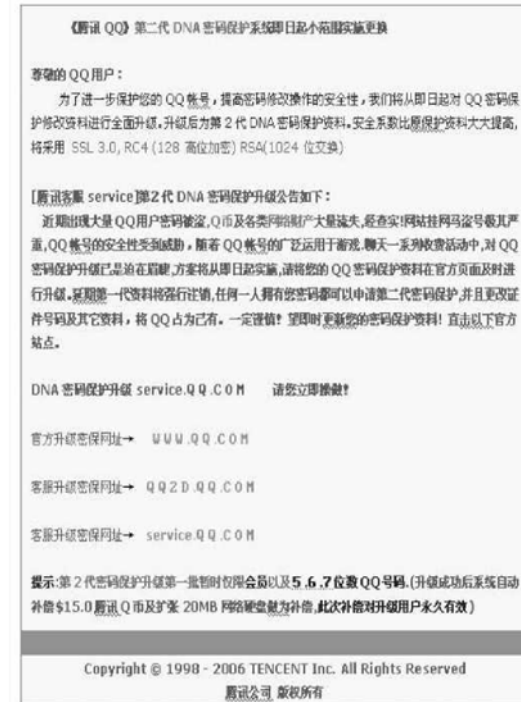 《腾讯 QQ》第二代 DNA 密码保护系统即日起小范围实施更换
尊敬的 QQ 用户：
为了进一步保护您的 QQ 帐号，提高密码修改操作的安全性，我们将从即日起对 QQ 密码保
护修改资料进行全面升级。升级后为第 2 代 DNA 密码保护资料。安全系数比原保护资料大大提高,
将采用 SSL 3.0, RC4 (128 高位加密) RSA(1024 位交换)
[腾讯客服 service]第2代 DNA 密码保护升级公告如下：
近期出现大量 QQ 用户密码被盗,Q币及各类网络财产大量流失,经查实!网站挂网马盗号极其严
重,QQ 帐号的安全性受到威胁，随着 QQ 帐号的广泛运用于游戏、聊天一系列收费活动中,对 QQ
密码保护升级已是迫在眉睫,方案将从即日起实施,请将您的 QQ 密码保护资料在官方页面及时进
行升级。延期第一代资料将强行注销,任何一人拥有您密码都可以申请第二代密码保护,并且更改证
件号码及其它资料，将 QQ 占为己有。一定谨慎! 望即时更新您的密码保护资料! 直击以下官方
站点。
DNA 密码保护升级 service.QQ.COM 请您立即操做!
官方升级密保网址→ WWW.QQ.COM
客服升级密保网址→ QQ2D.QQ.COM
客服升级密保网址→ service.QQ.COM
提示:第 2 代密码保护升级第一批暂时仅限会员以及5.6.7位数QQ号码.(升级成功后系统自动
补偿$15.0腾讯Q币及扩张 20MB 网络硬盘做为补偿,此次补偿对升级用户永久有效)
Copyright © 1998 - 2006 TENCENT Inc. All Rights Reserved
腾讯公司 版权所有